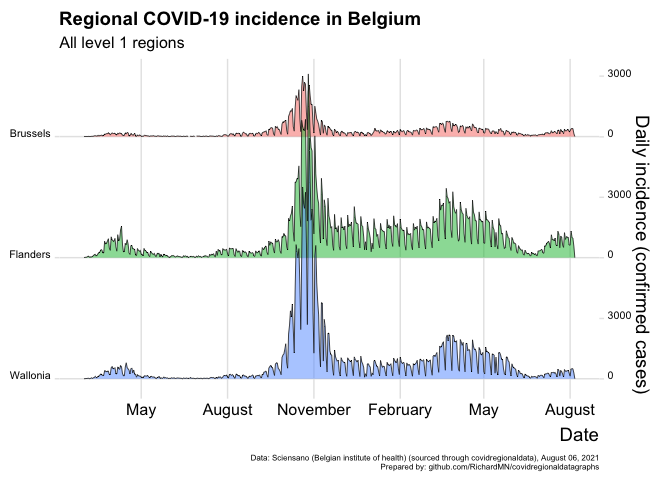 Regional COVID-19 incidence in Belgium
All level 1 regions
3000
Brussels
0
3000
Flanders
0
3000
Wallonia
0
Daily incidence (confirmed cases)
May August November February May August
Date
Data: Sciensano (Belgian institute of health) (sourced through covidregionaldata), August 06, 2021
Prepared by: github.com/RichardMN/covidregionaldatagraphs